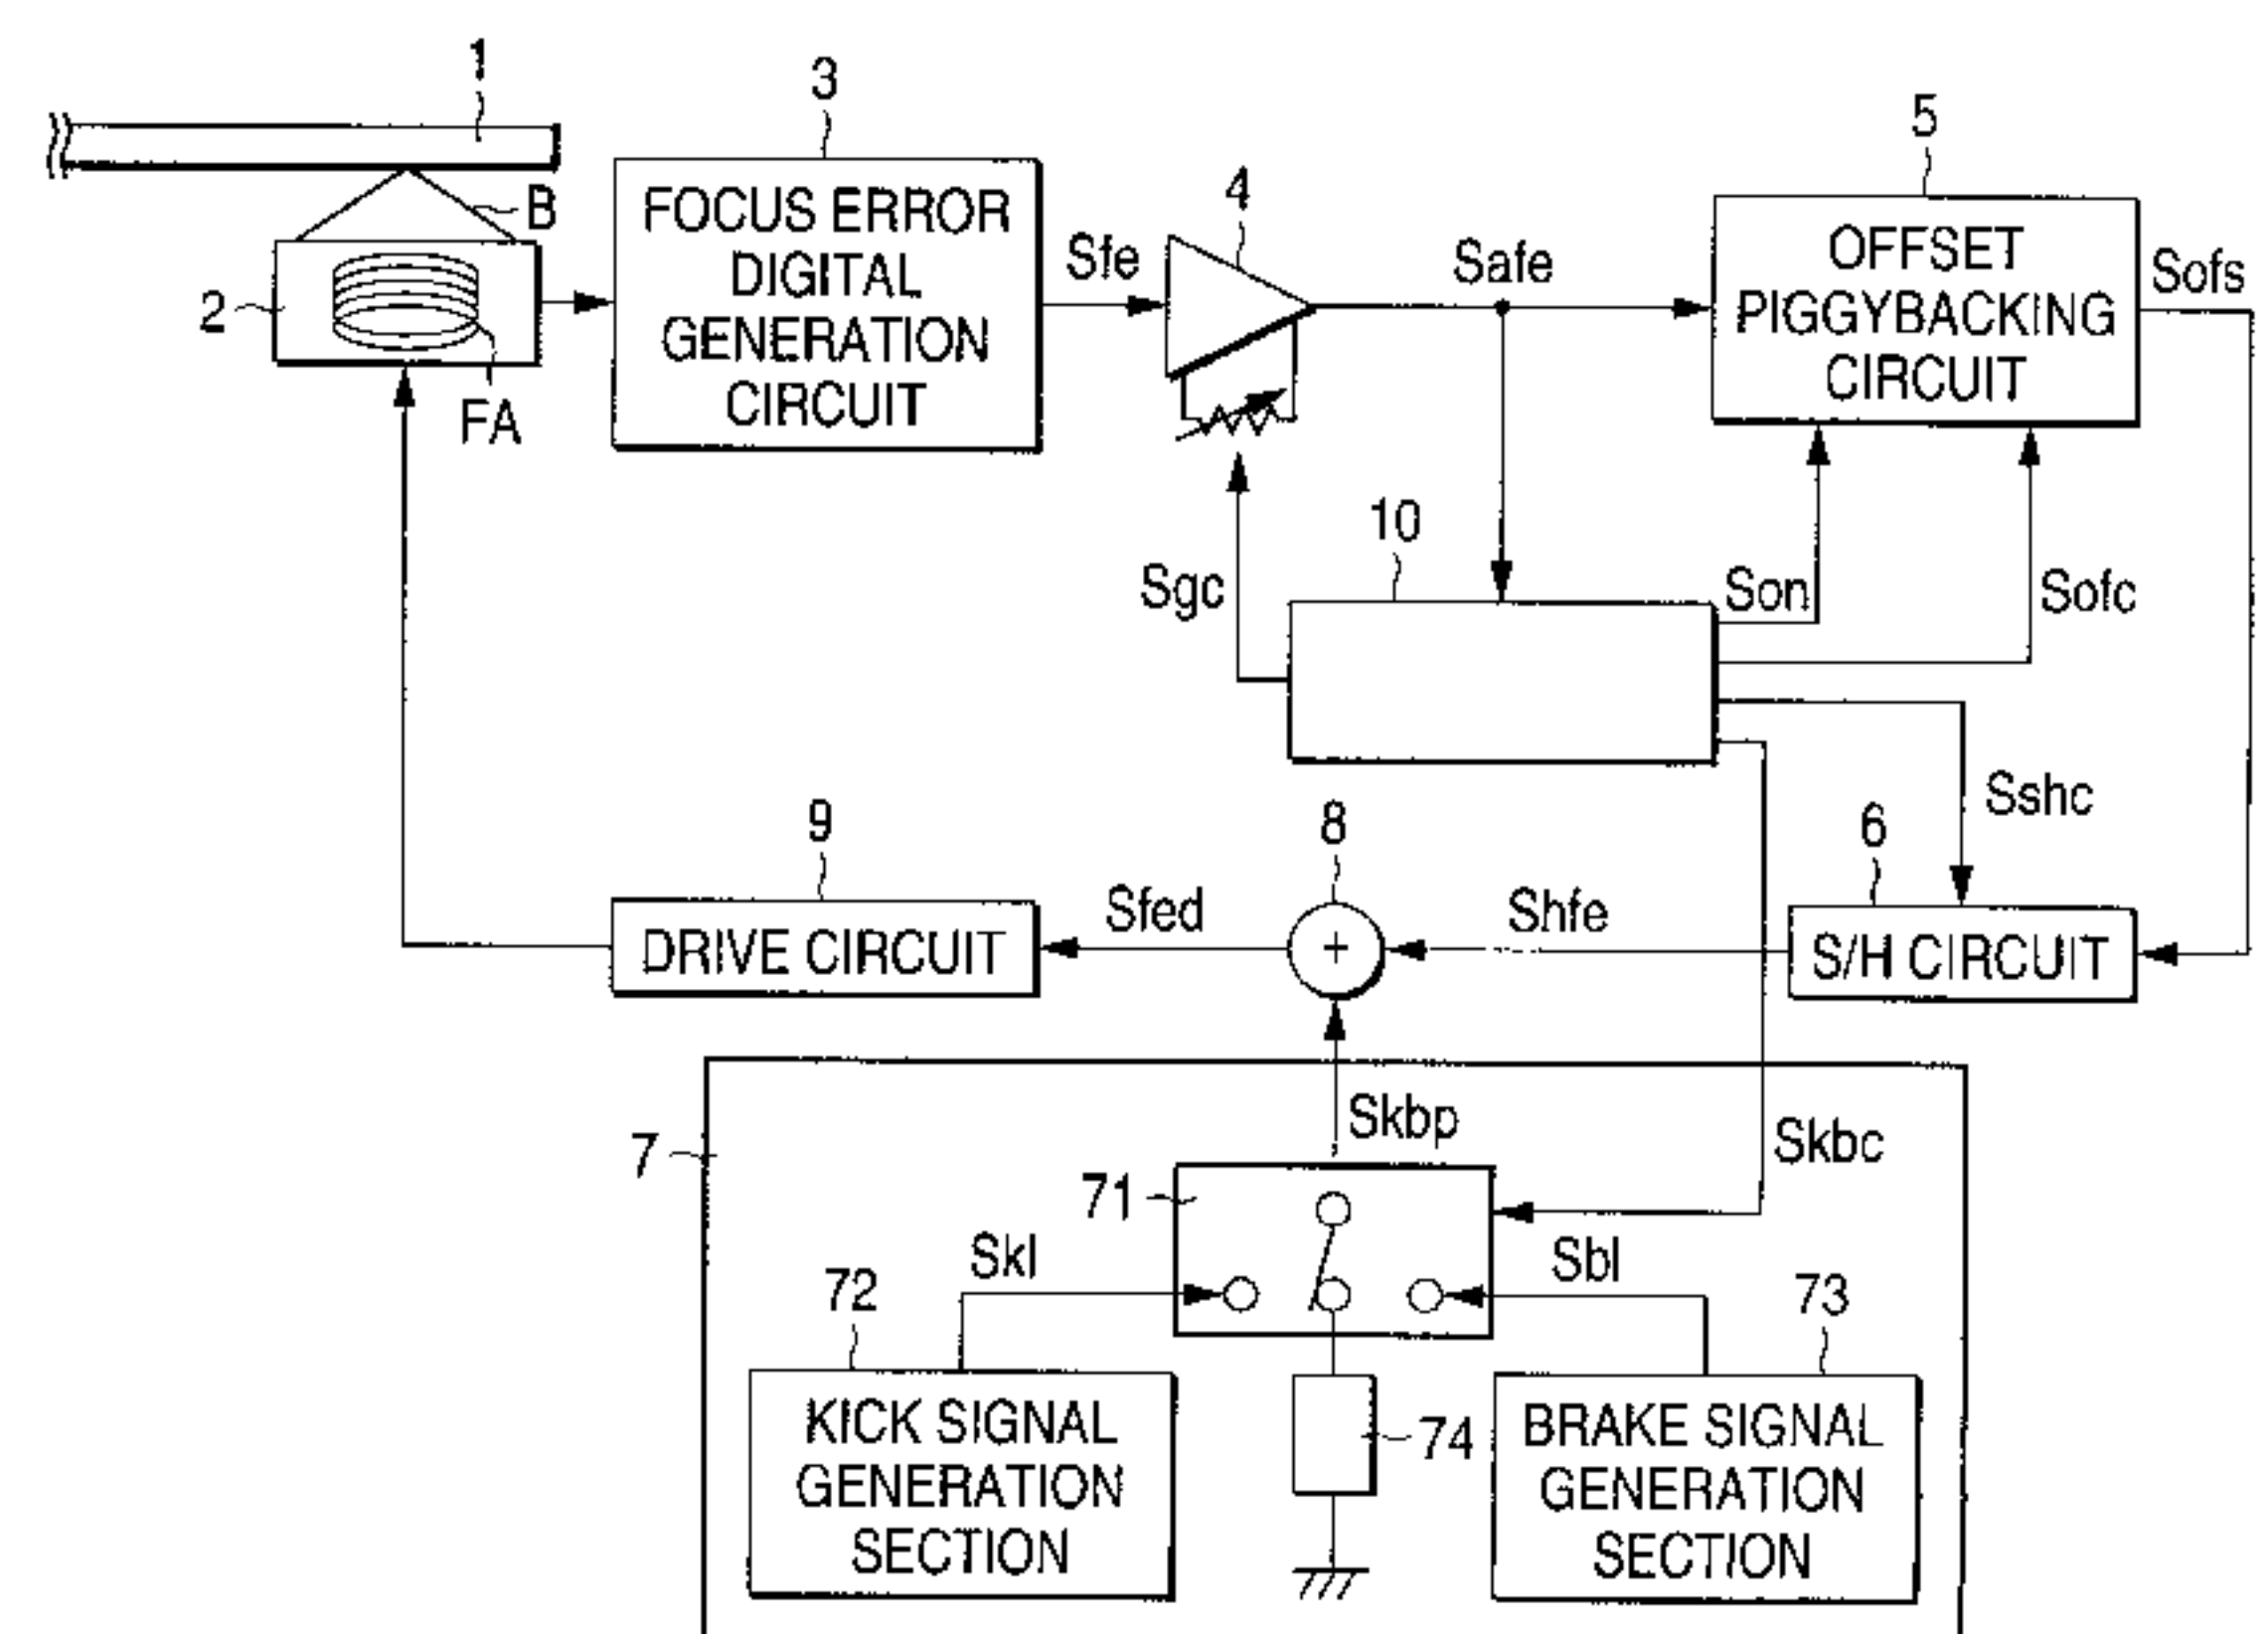 1
3
5
FOCUS ERROR
DIGITAL
GENERATION
CIRCUIT
B
2
FA
Sfe
4
Safe
OFFSET
PIGGYBACKING
CIRCUIT
Sofs
10
Sgc
Son
Sofc
Sshc
9
8
6
DRIVE CIRCUIT
Sfed
+
Shfe
S/H CIRCUIT
7
Skbp
Skbc
71
Skl
Sbl
72
73
KICK SIGNAL
GENERATION
SECTION
74
BRAKE SIGNAL
GENERATION
SECTION